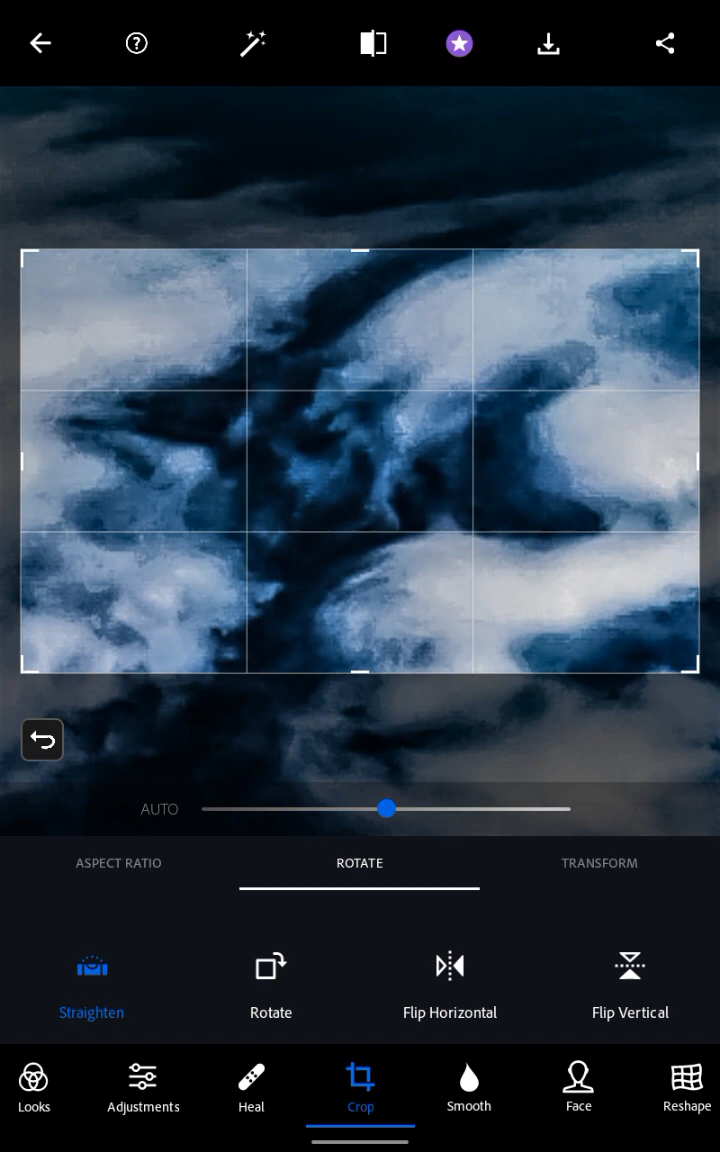 AUTO
ASPECT RATIO
ROTATE
TRANSFORM
Straighten
Rotate
Flip Horizontal
Flip Vertical
Looks
Adjustments
Heal
Crop
Smooth
Face
Reshape